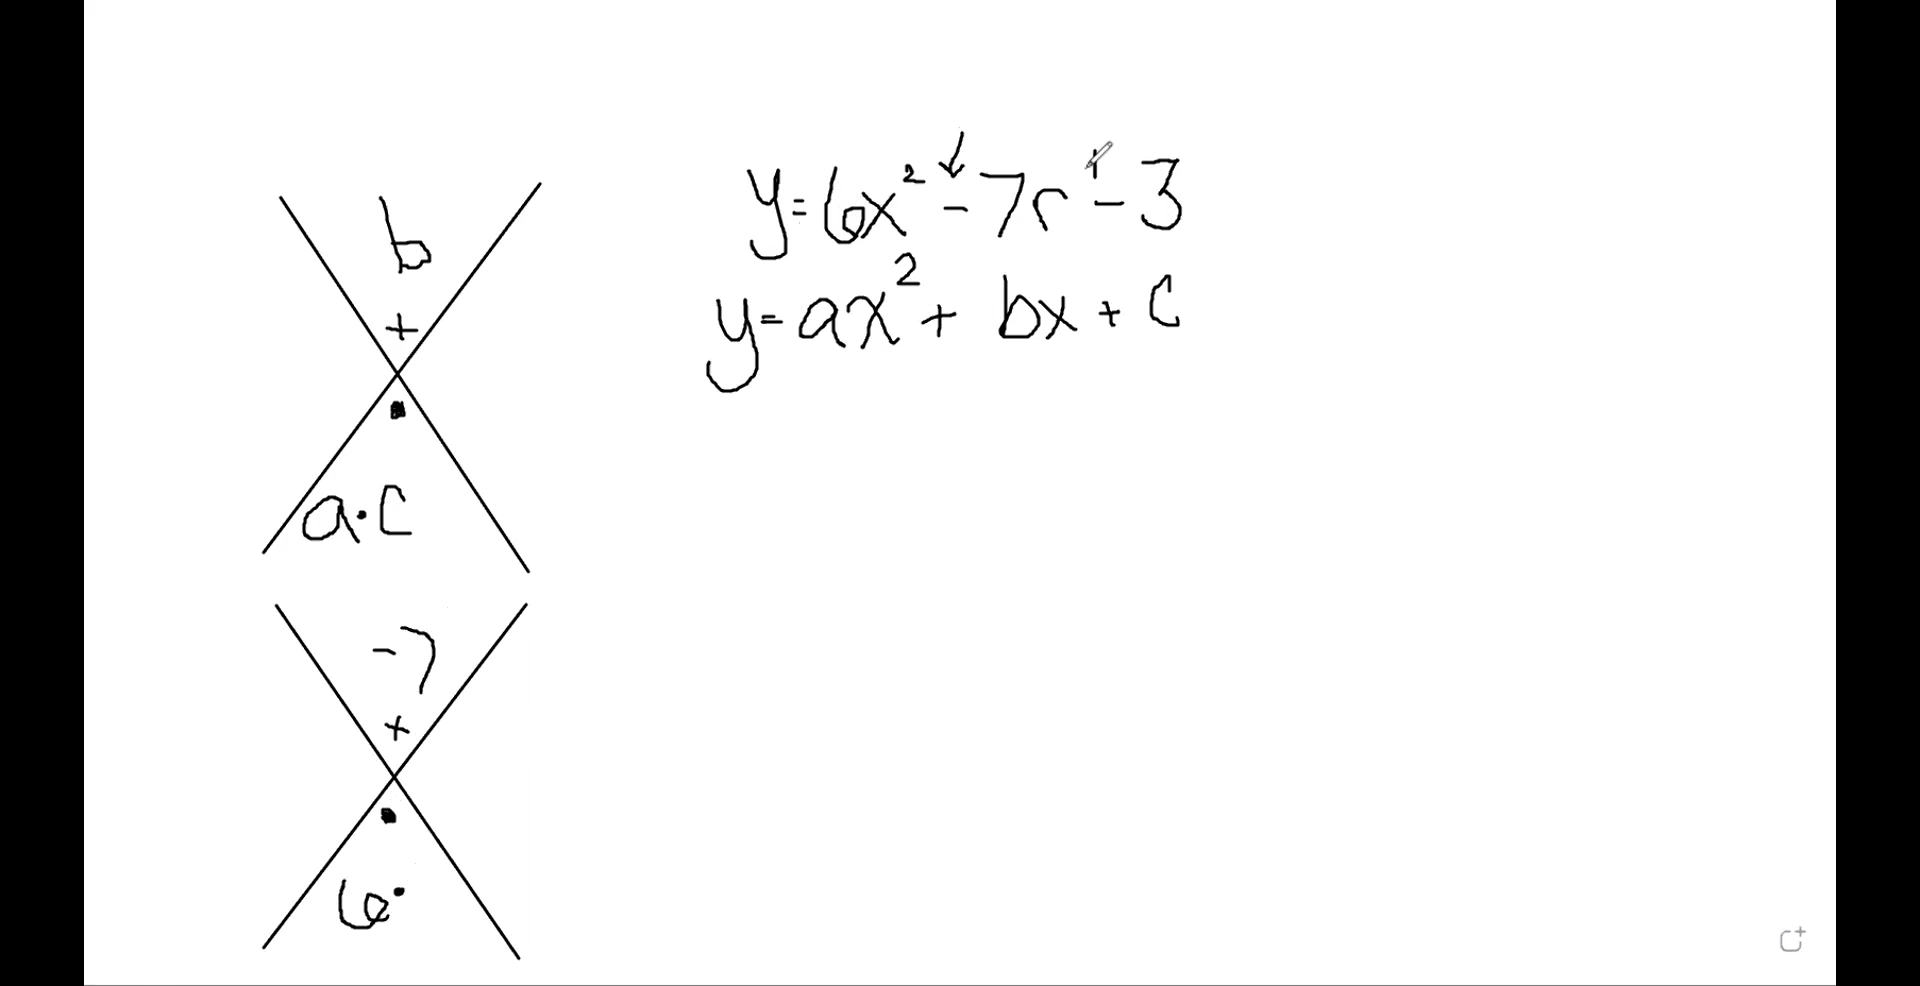 y=6x² -7r -3
y=ax² + bx + c
b
+
•
a·c
-7
+
•
6·